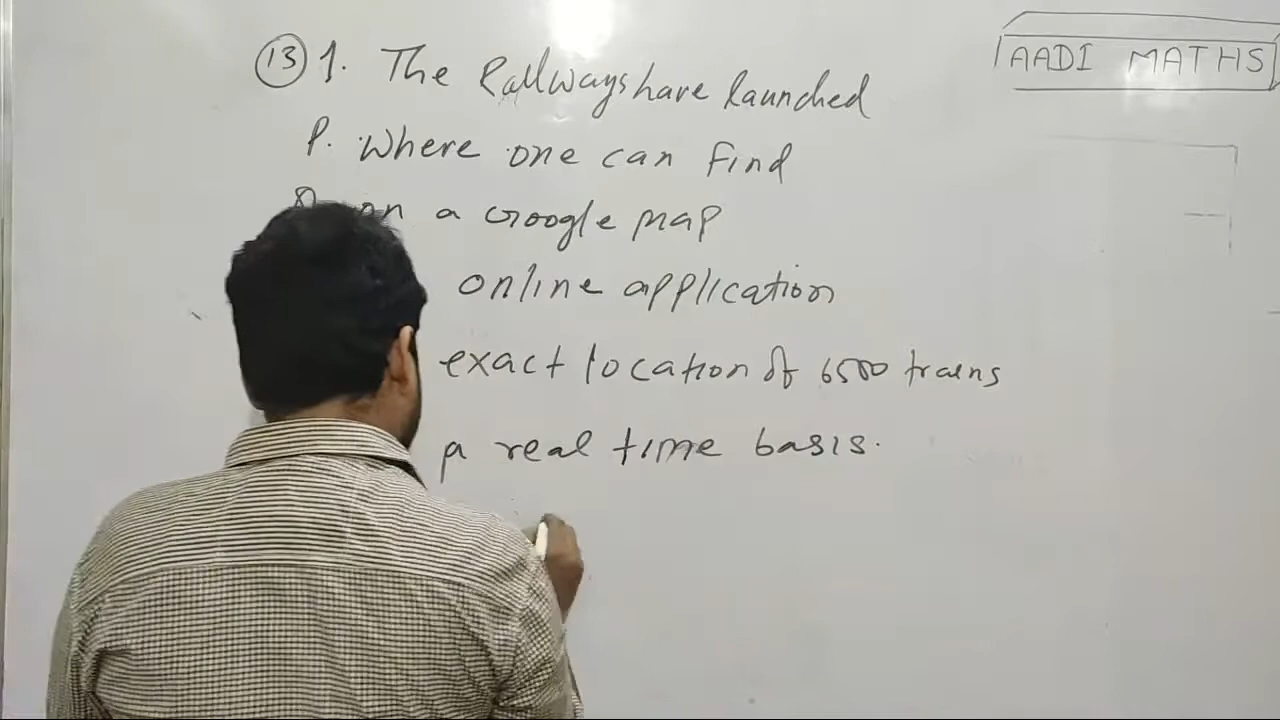 AADI MATHS
13 1. The Railways have launched
P. Where one can find
on a Google map
online application
exact location of 6500 trains
real time basis.